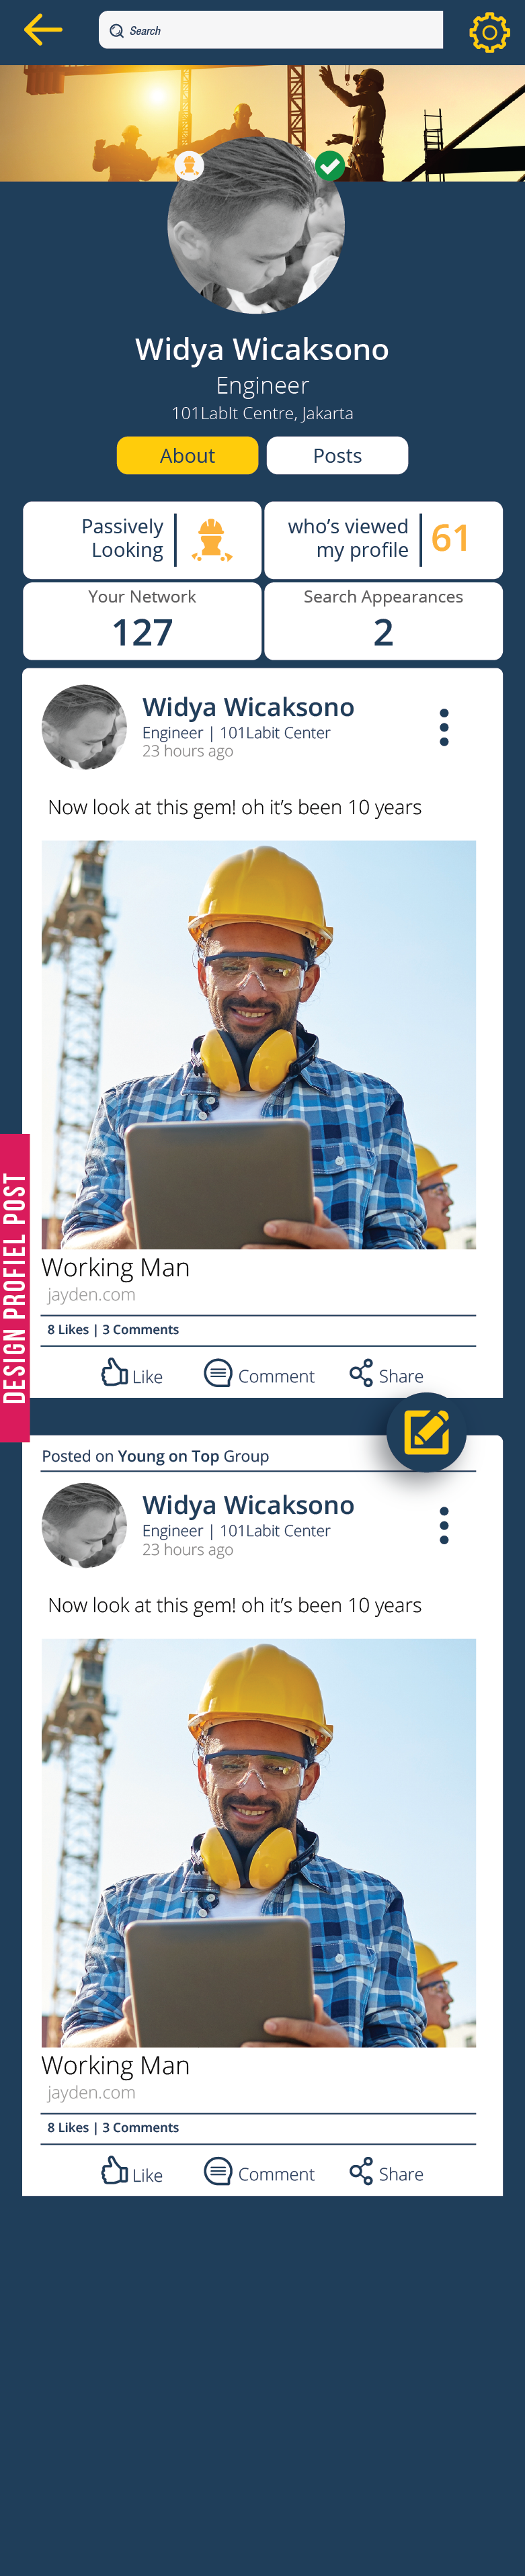 Search
Widya Wicaksono
Engineer
101LabIt Centre, Jakarta
About
Posts
Passively
Looking
who's viewed
my profile
61
Your Network
127
Search Appearances
2
Widya Wicaksono
Engineer | 101Labit Center
23 hours ago
Now look at this gem! oh it's been 10 years
Working Man
jayden.com
8 Likes | 3 Comments
Like
Comment
Share
DESIGN PROFIEL POST
Posted on Young on Top Group
Widya Wicaksono
Engineer | 101Labit Center
23 hours ago
Now look at this gem! oh it's been 10 years
Working Man
jayden.com
8 Likes | 3 Comments
Like
Comment
Share